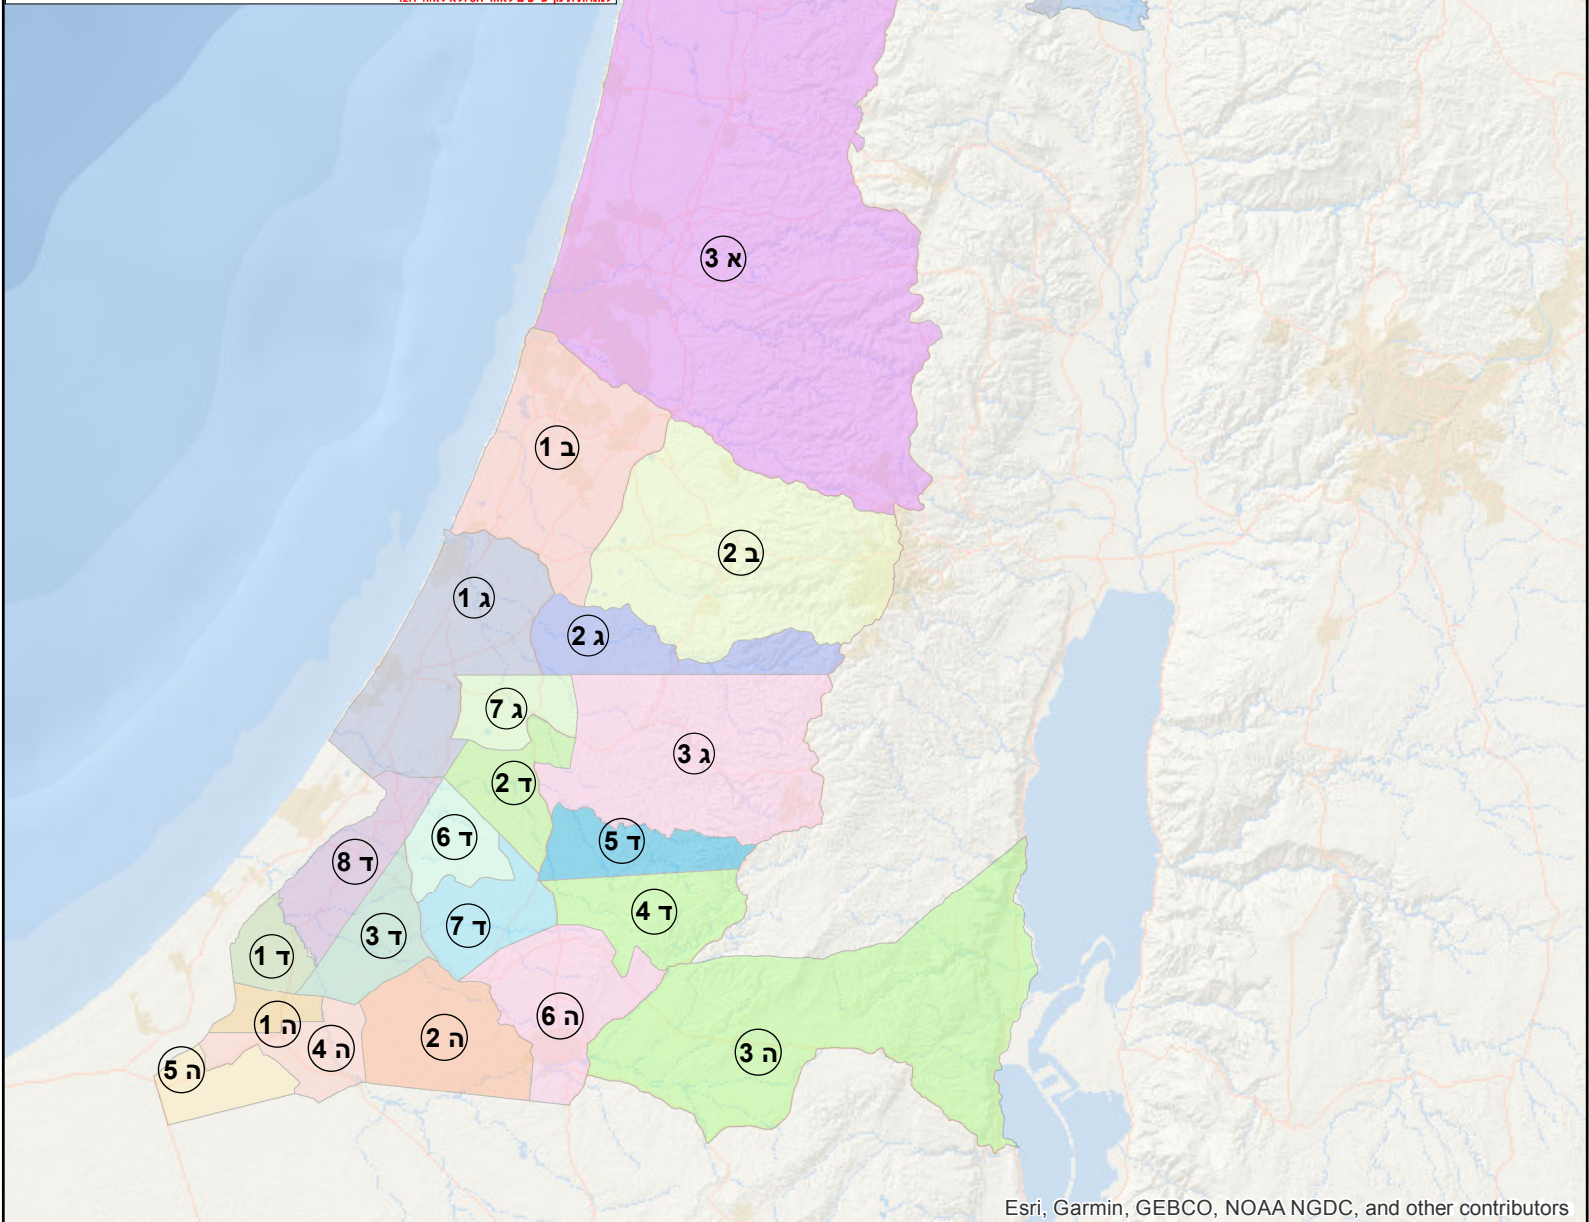 א 3
ב 1
ב 2
ג 1
ג 2
ג 7
ג 3
ד 2
ד 6
ד 5
ד 8
ד 4
ד 7
ד 3
ד 1
ה 6
ה 1
ה 2
ה 4
ה 3
ה 5
Esri, Garmin, GEBCO, NOAA NGDC, and other contributors